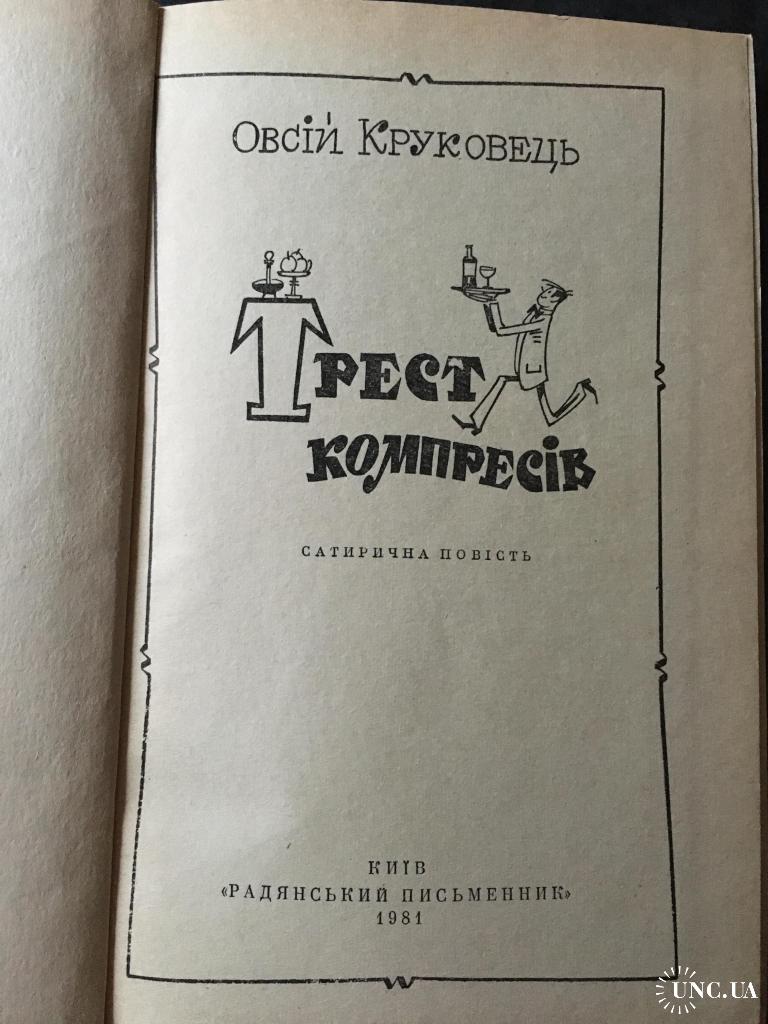 Овсій Круковець
Трест
компресів
САТИРИЧНА ПОВІСТЬ
КИЇВ
«РАДЯНСЬКИЙ ПИСЬМЕННИК»
1981
UNC.UA